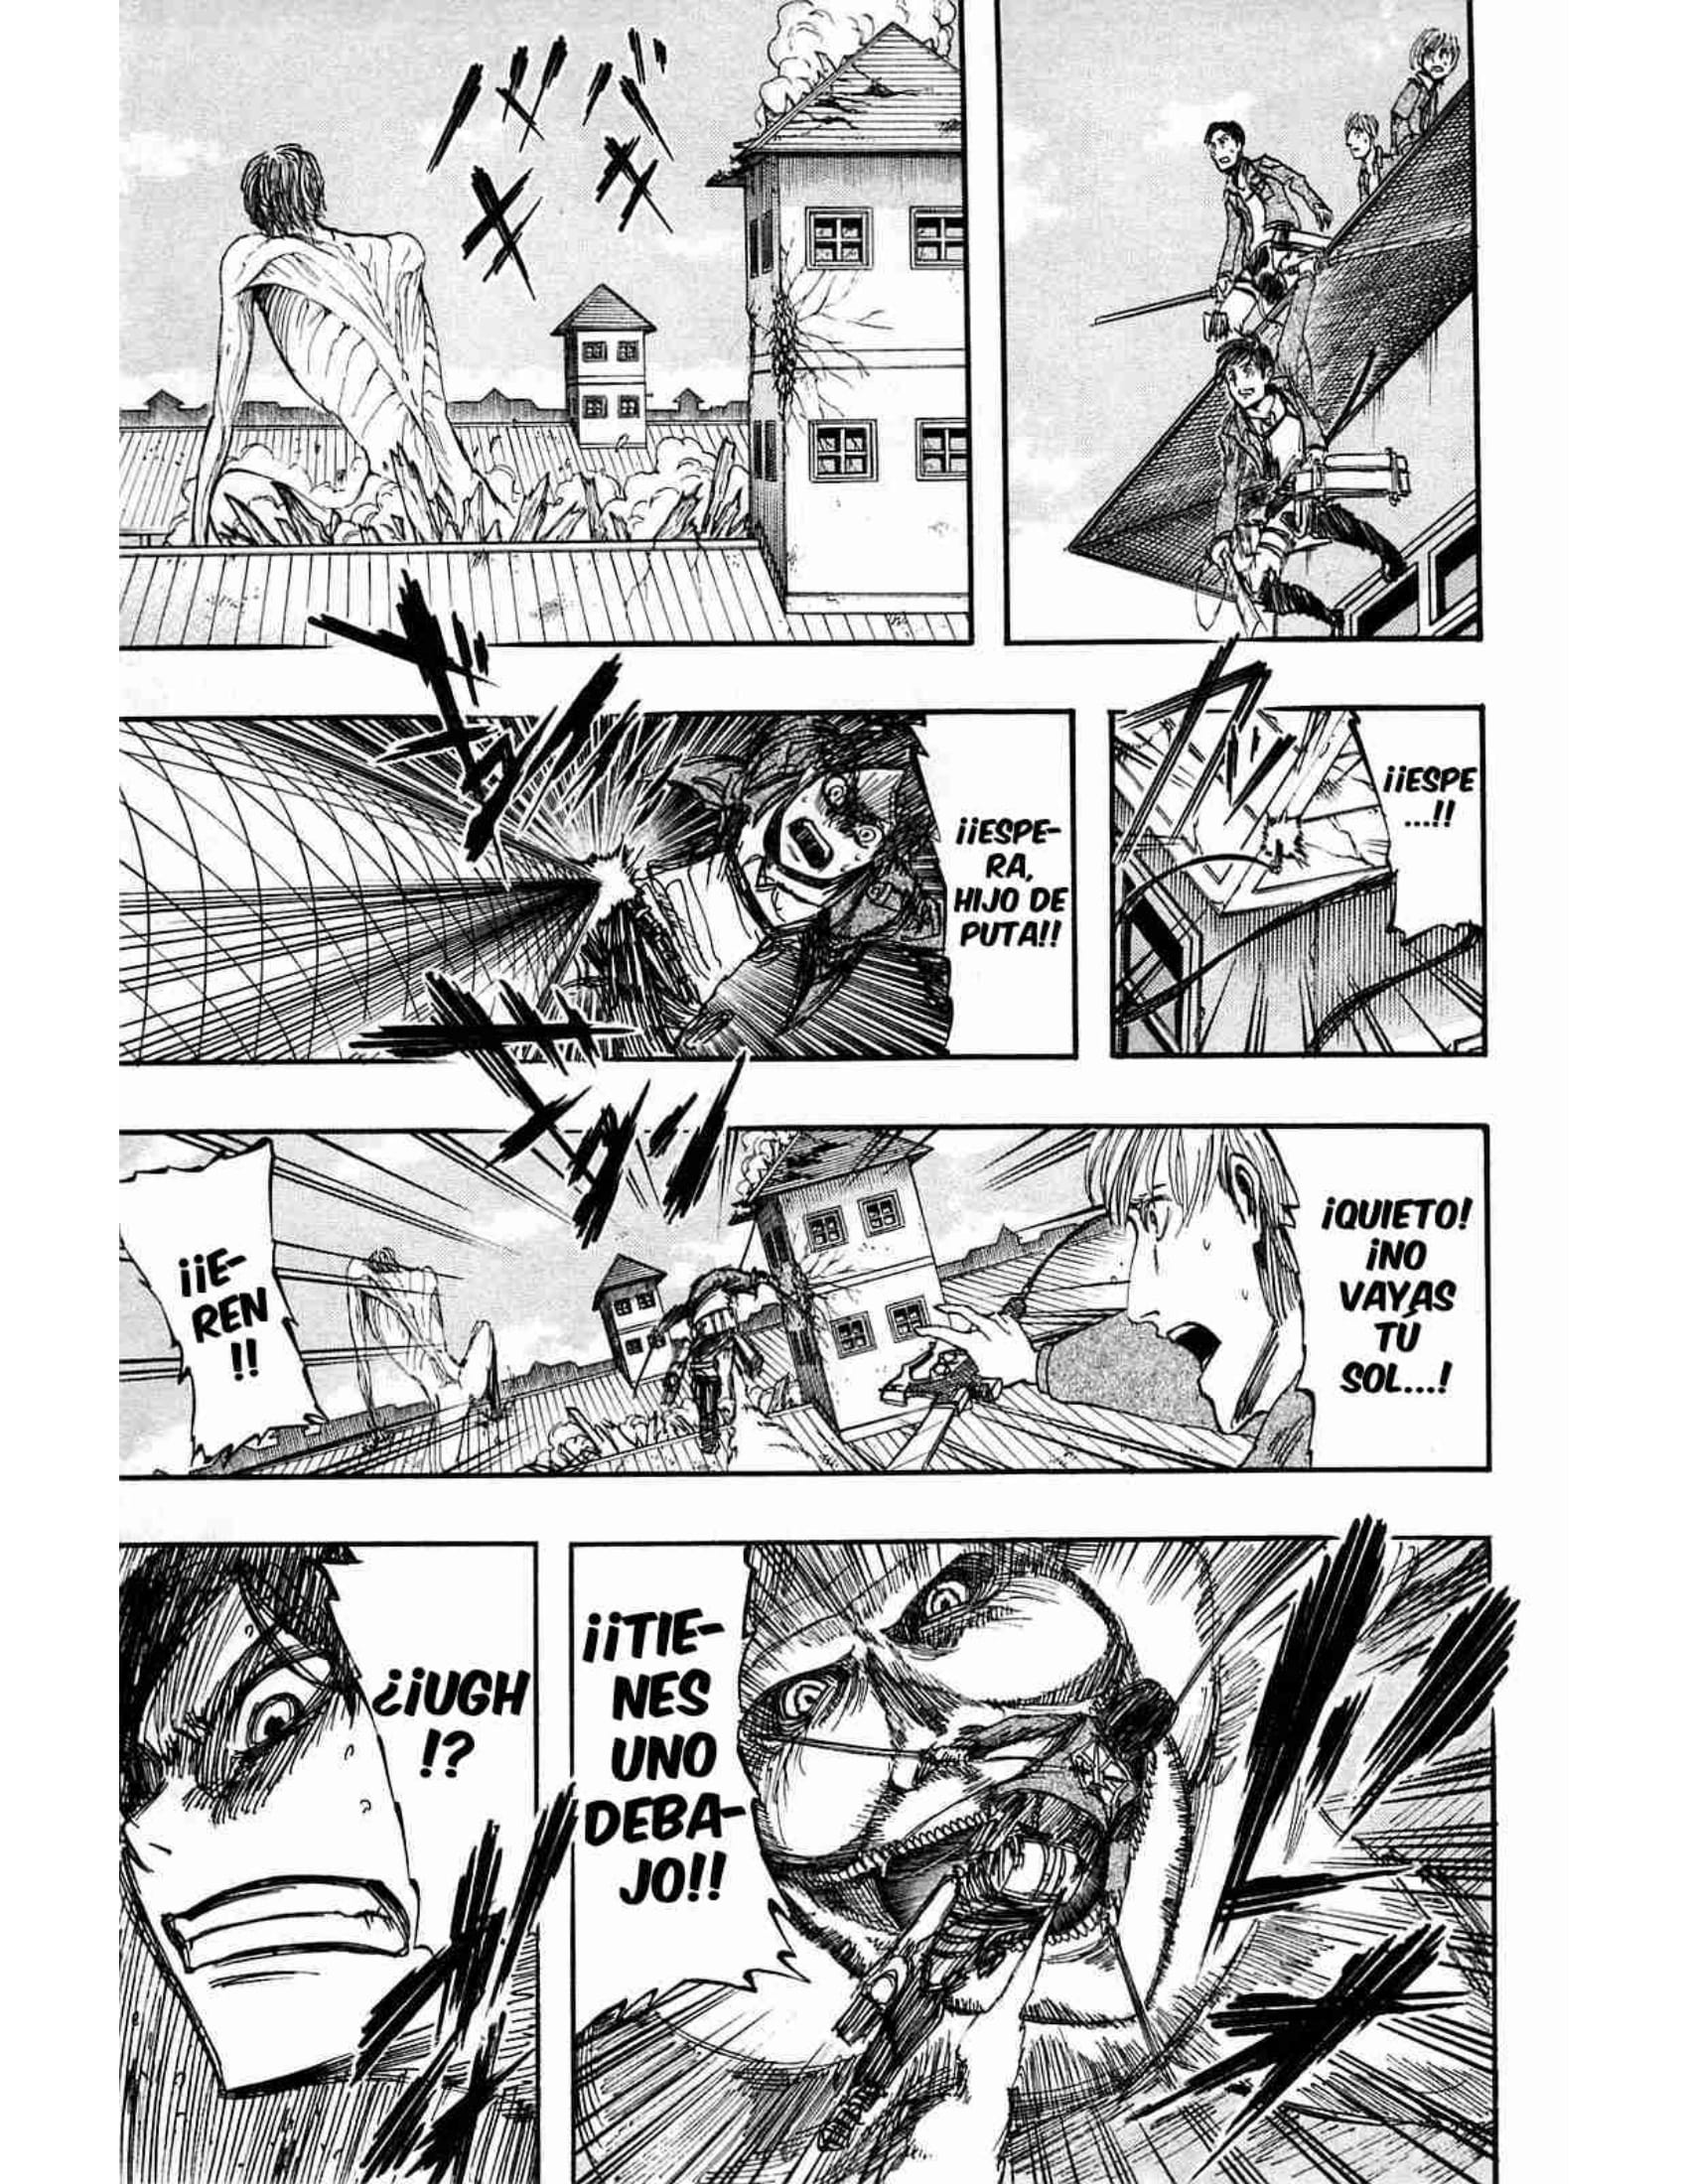 ¡¡ESPE
...!!
¡¡ESPE-
RA,
HIJO DE
PUTA!!
¡QUIETO!
¡NO
VAYAS
TÚ
SOL...!
¡¡E-
REN
!!
¡¡TIE-
NES
UNO
DEBA-
JO!!
¿¡UGH
!?